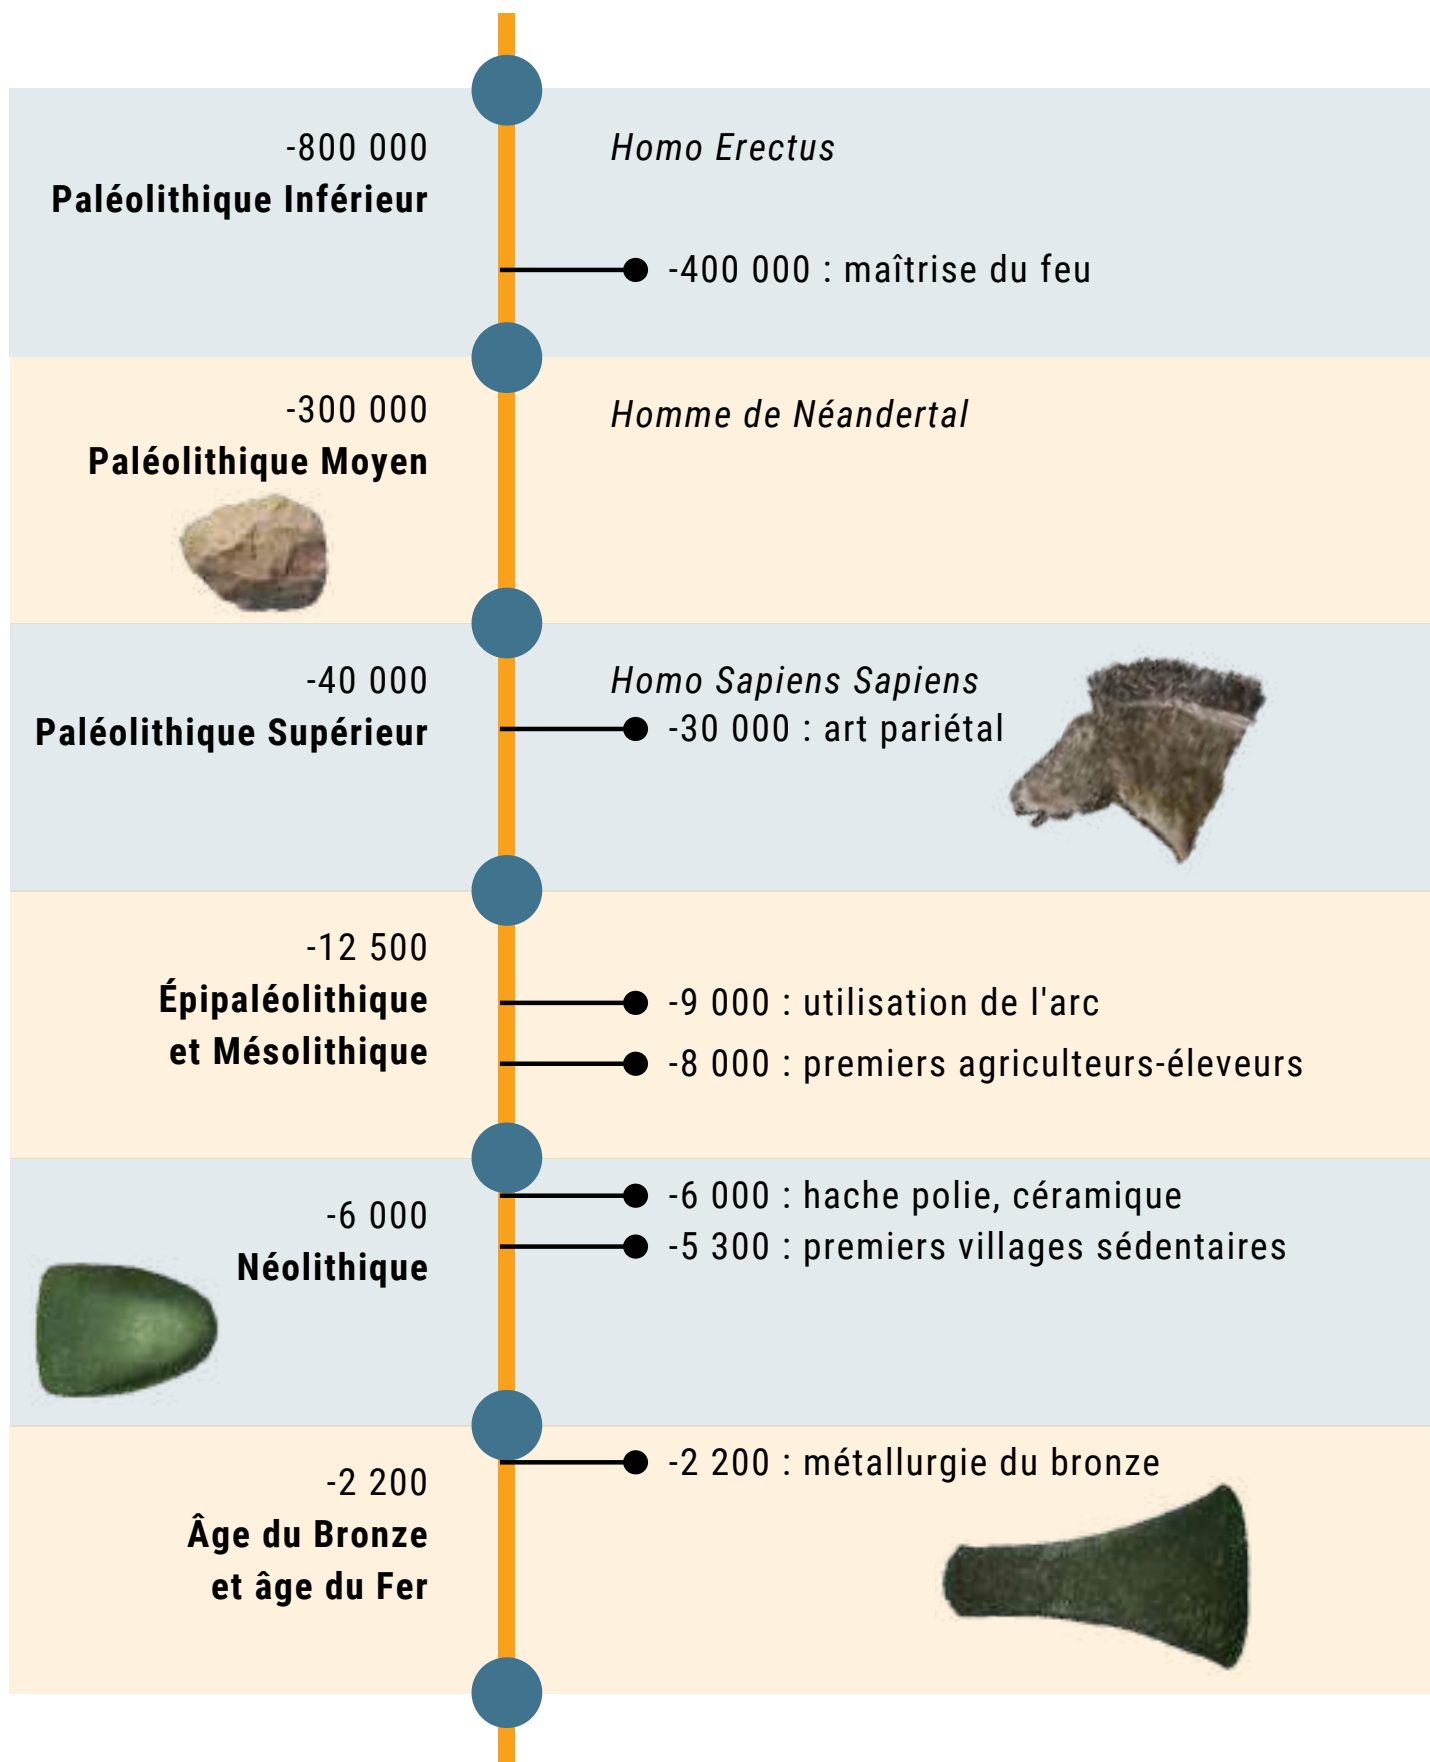 -800 000
Paléolithique Inférieur
Homo Erectus
-400 000 : maîtrise du feu
-300 000
Paléolithique Moyen
Homme de Néandertal
-40 000
Paléolithique Supérieur
Homo Sapiens Sapiens
-30 000 : art pariétal
-12 500
Épipaléolithique
et Mésolithique
-9 000 : utilisation de l'arc
-8 000 : premiers agriculteurs-éleveurs
-6 000
Néolithique
-6 000 : hache polie, céramique
-5 300 : premiers villages sédentaires
-2 200
Âge du Bronze
et âge du Fer
-2 200 : métallurgie du bronze